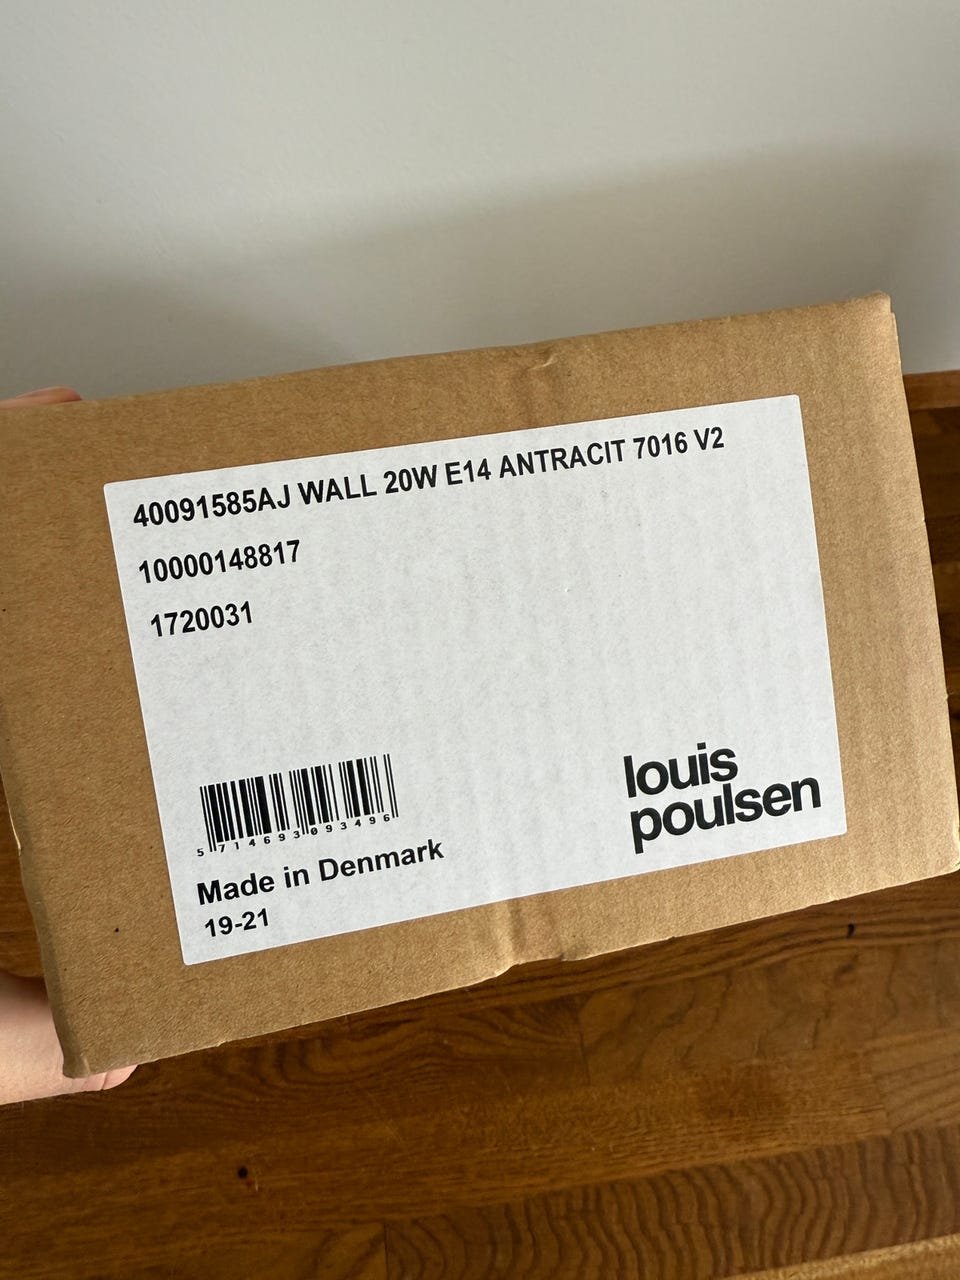 40091585AJ WALL 20W E14 ANTRACIT 7016 V2
10000148817
1720031
5714693093496
Made in Denmark
19-21
louis
poulsen